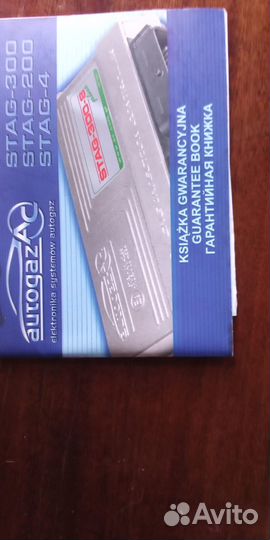 STAG-300
STAG-200
STAG-4
autogaz AC
elektronika systemów autogaz
STAG-300
KSIĄŻKA GWARANCYJNA
GUARANTEE BOOK
ГАРАНТИЙНАЯ КНИЖКА
Avito